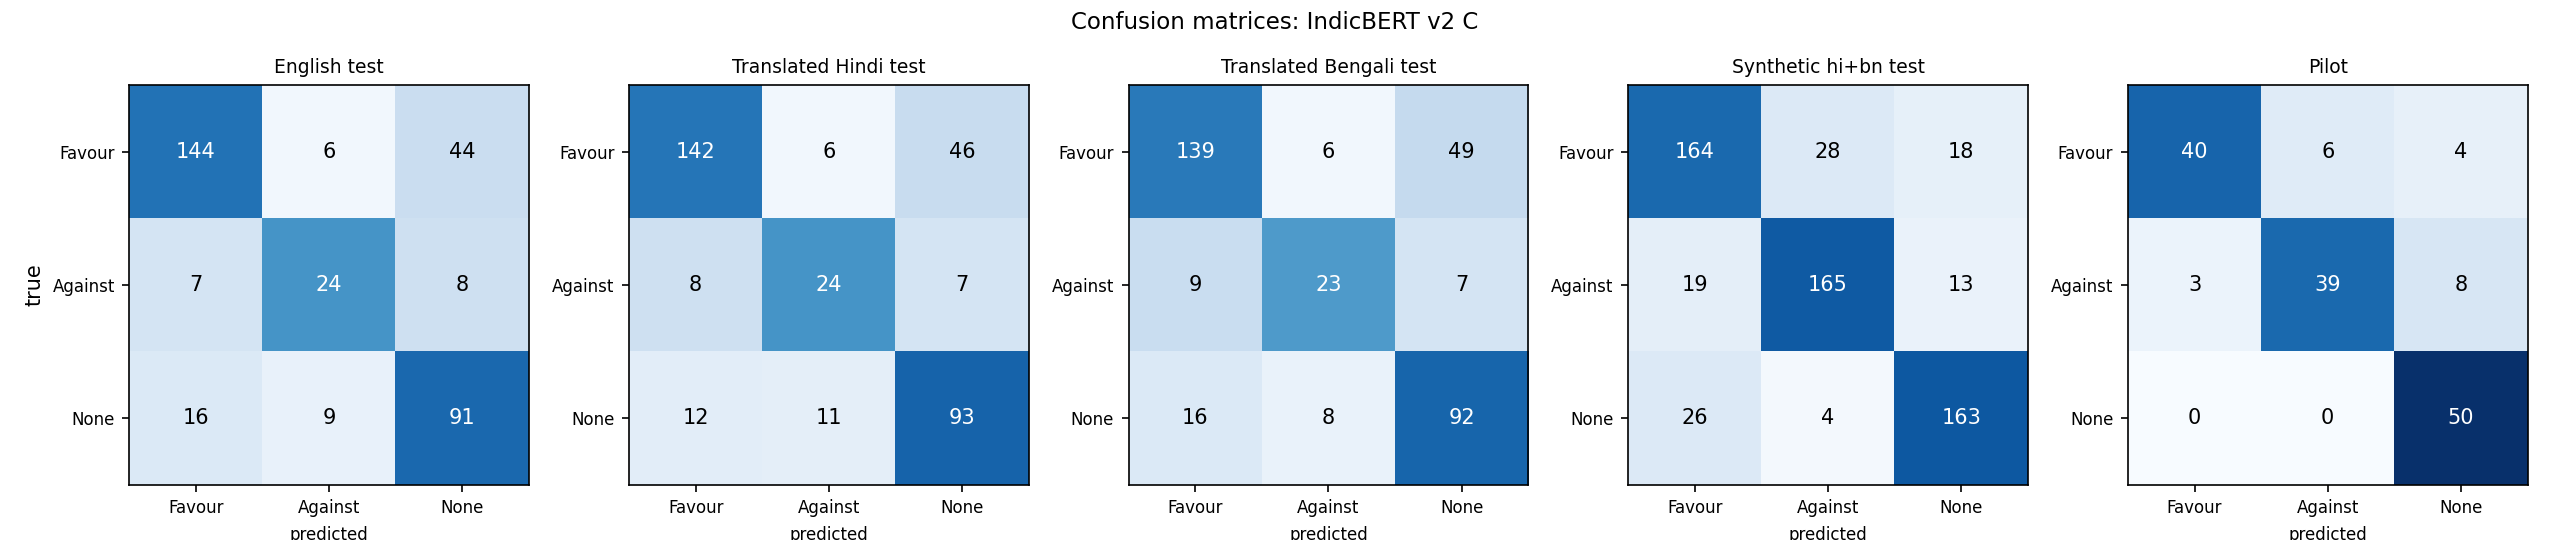 Confusion matrices: IndicBERT v2 C
English test
true
Favour 144 6 44
Against 7 24 8
None 16 9 91
Favour Against None
predicted
Translated Hindi test
Favour 142 6 46
Against 8 24 7
None 12 11 93
Favour Against None
predicted
Translated Bengali test
Favour 139 6 49
Against 9 23 7
None 16 8 92
Favour Against None
predicted
Synthetic hi+bn test
Favour 164 28 18
Against 19 165 13
None 26 4 163
Favour Against None
predicted
Pilot
Favour 40 6 4
Against 3 39 8
None 0 0 50
Favour Against None
predicted